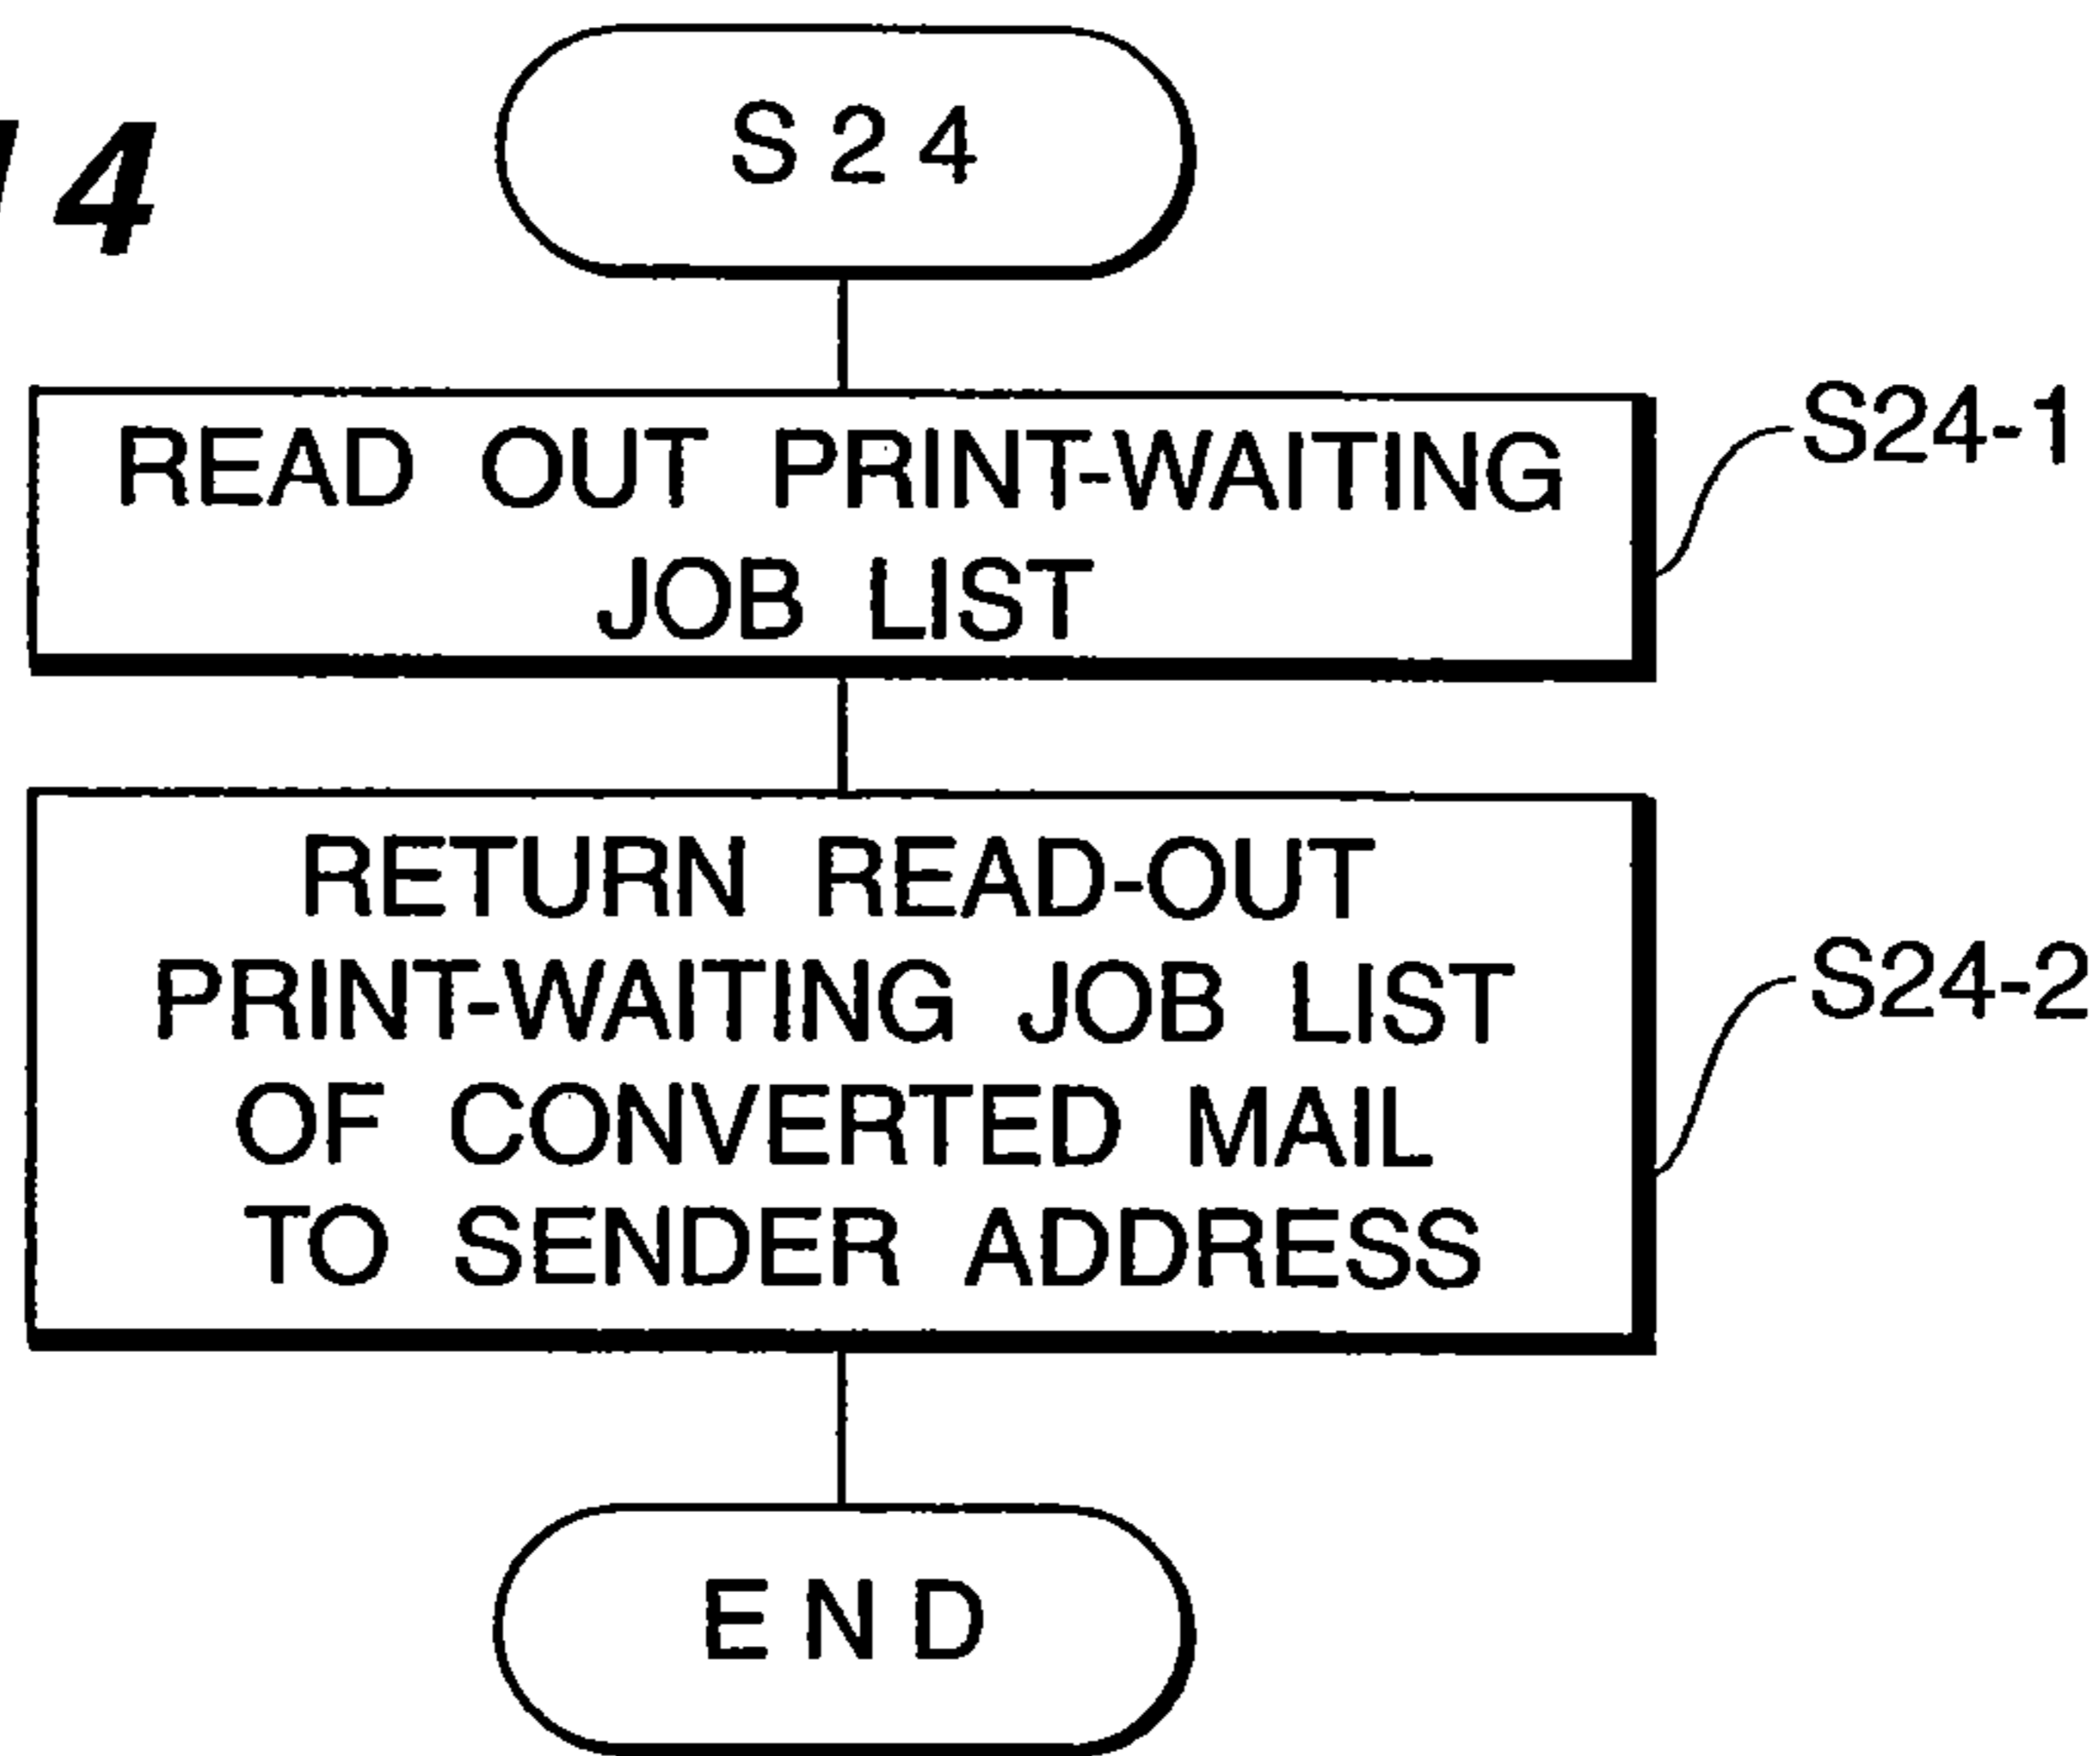 4
S24
READ OUT PRINT-WAITING
JOB LIST
S24-1
RETURN READ-OUT
PRINT-WAITING JOB LIST
OF CONVERTED MAIL
TO SENDER ADDRESS
S24-2
END